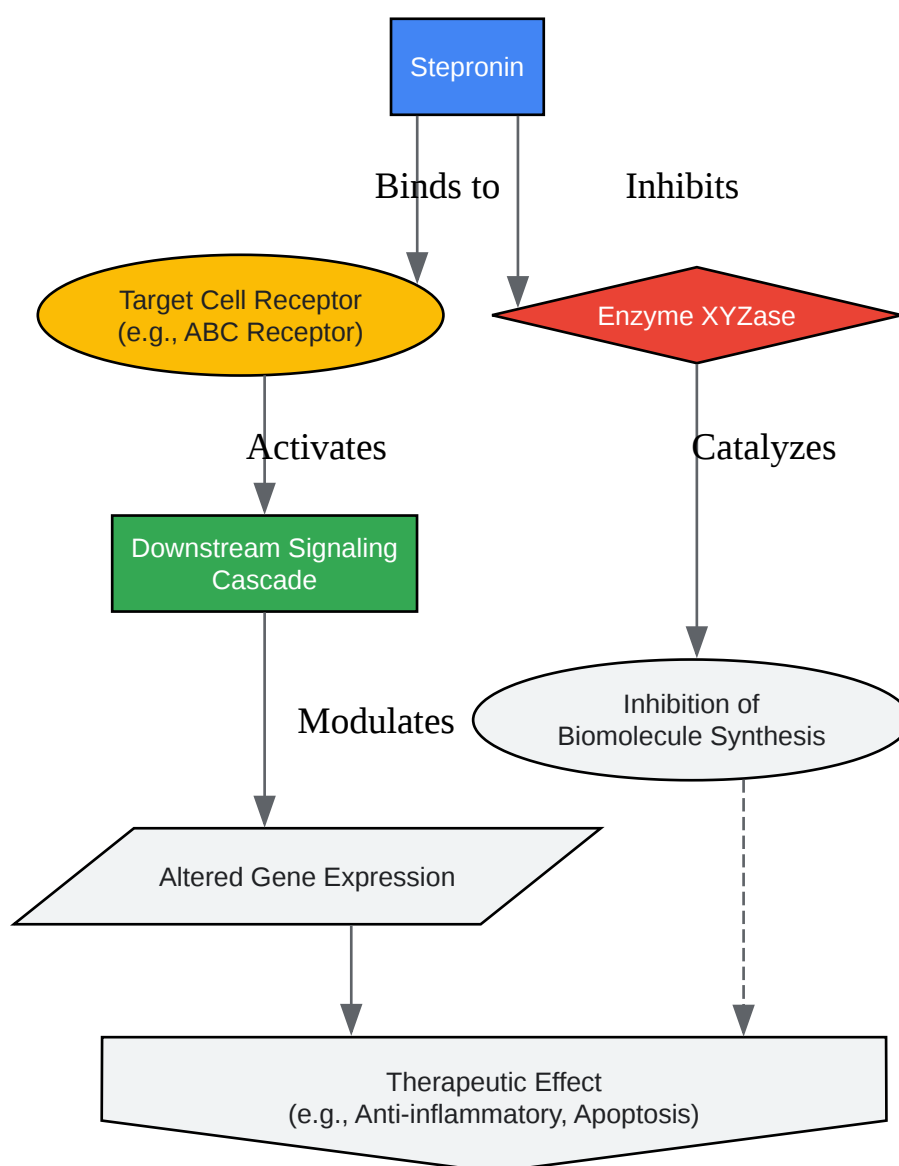 Stepronin
Binds to
Inhibits
Target Cell Receptor
(e.g., ABC Receptor)
Enzyme XYZase
Activates
Catalyzes
Downstream Signaling
Cascade
Modulates
Inhibition of
Biomolecule Synthesis
Altered Gene Expression
Therapeutic Effect
(e.g., Anti-inflammatory, Apoptosis)